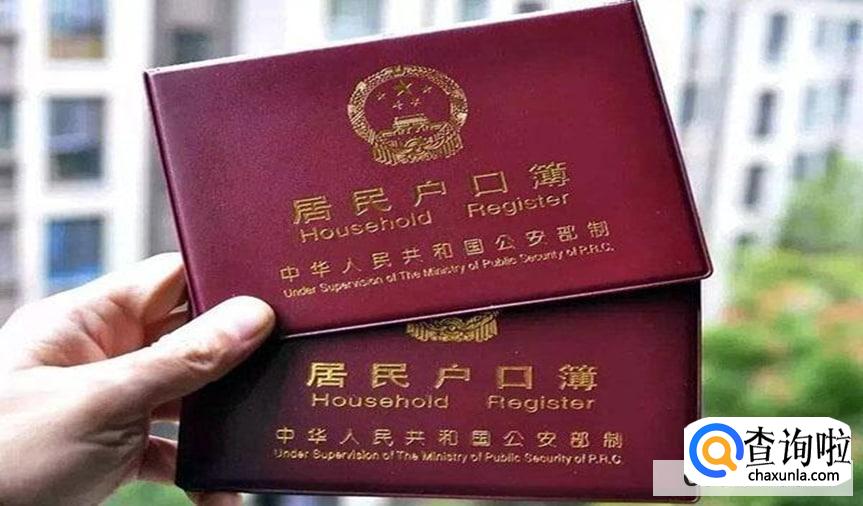 居民户口簿
Household Register
中华人民共和国公安部制
Under Supervision of The Ministry of Public Security of P.R.C.
居民户口簿
Household Register
中华人民共和国公安部制
Under Supervision of The Ministry of Public Security of P.R.C.
查询啦
chaxunla.com